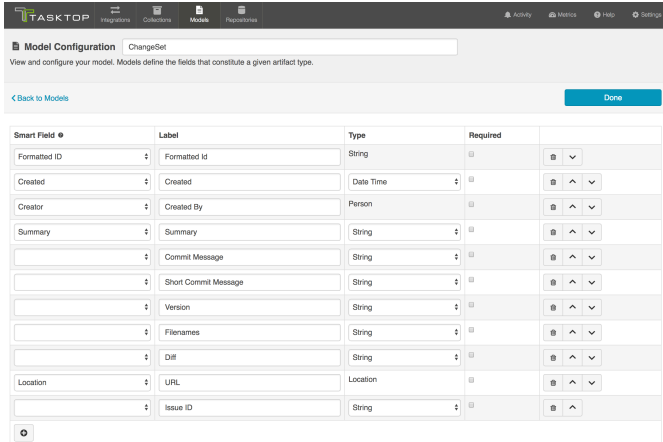 TASKTOP
Integrations
Collections
Models
Repositories
Activity
Metrics
Help
Settings
Model Configuration
ChangeSet
View and configure your model. Models define the fields that constitute a given artifact type.
Back to Models
Done
Smart Field Label Type Required
Formatted ID Formatted Id String
Created Created Date Time
Creator Created By Person
Summary Summary String
Commit Message String
Short Commit Message String
Version String
Filenames String
Diff String
Location URL Location
Issue ID String